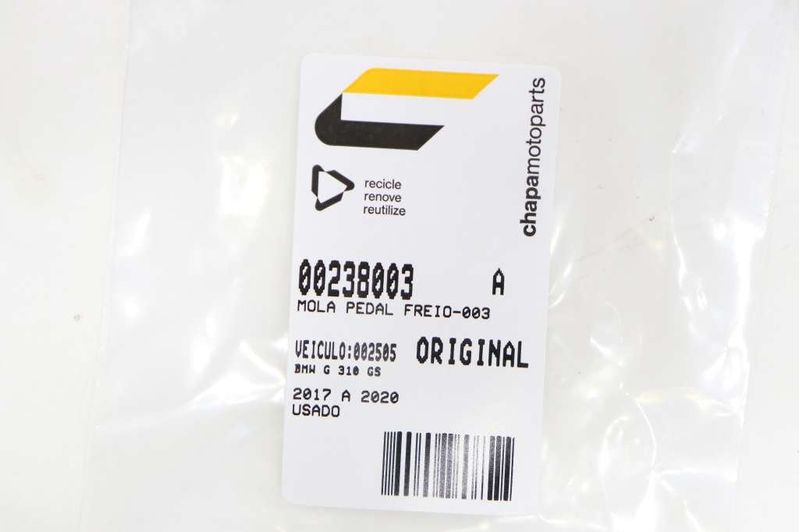 chapamotoparts
recicle
renove
reutilize
00238003 A
MOLA PEDAL FREIO-003
VEICULO:002505 ORIGINAL
BMW G 310 GS
2017 A 2020
USADO